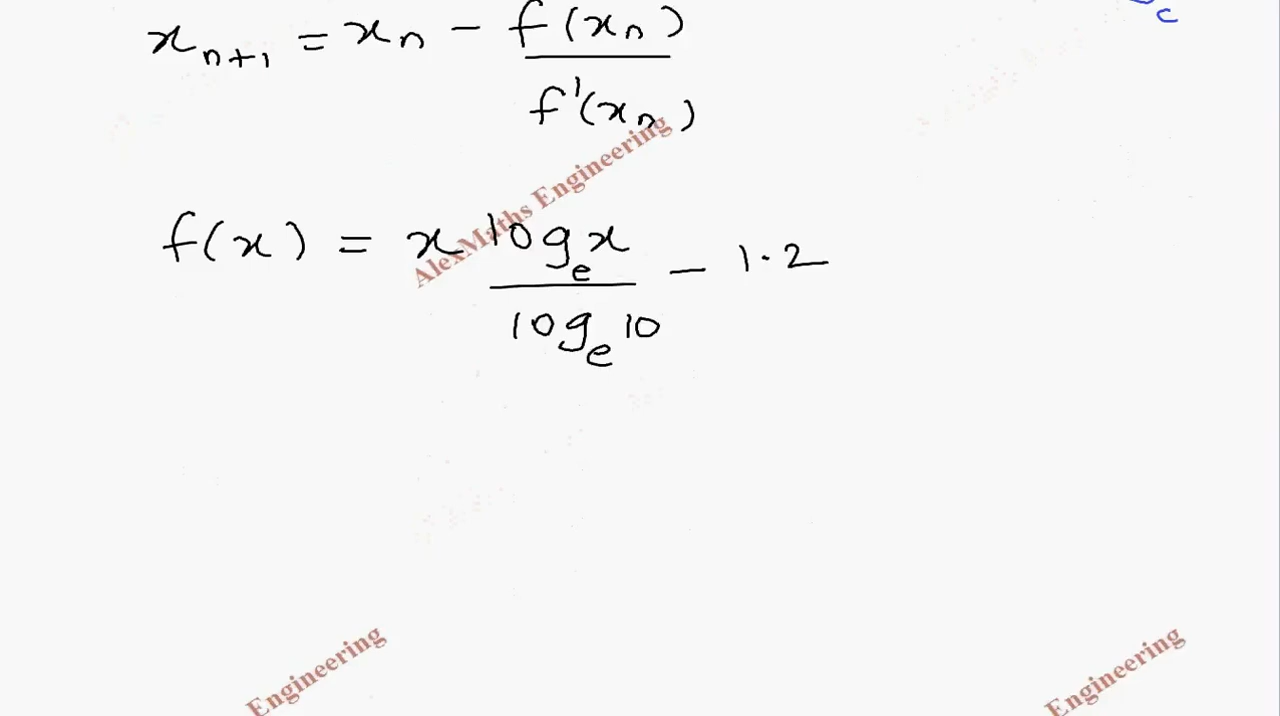 x_{n+1} = x_n - f(x_n)
f'(x_n)
AlexMaths Engineering
f(x) = x log_e x - 1.2
log_e 10
Engineering
Engineering
c